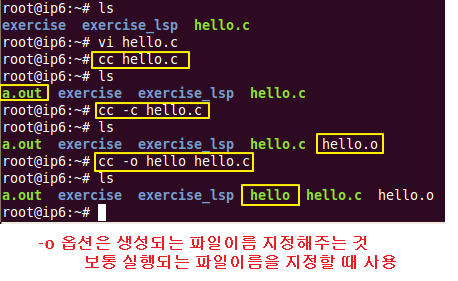 root@ip6:~# ls
exercise exercise_lsp hello.c
root@ip6:~# vi hello.c
root@ip6:~# cc hello.c
root@ip6:~# ls
a.out exercise exercise_lsp hello.c
root@ip6:~# cc -c hello.c
root@ip6:~# ls
a.out exercise exercise_lsp hello.c hello.o
root@ip6:~# cc -o hello hello.c
root@ip6:~# ls
a.out exercise exercise_lsp hello hello.c hello.o
root@ip6:~#
-o 옵션은 생성되는 파일이름 지정해주는 것
보통 실행되는 파일이름을 지정할 때 사용